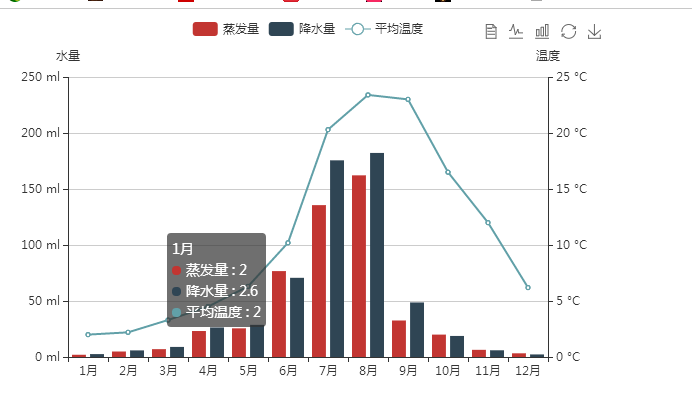 蒸发量 降水量 平均温度
水量 温度
250 ml 25 °C
200 ml 20 °C
150 ml 15 °C
100 ml 10 °C
50 ml 5 °C
0 ml 0 °C
1月
蒸发量 : 2
降水量 : 2.6
平均温度 : 2
1月 2月 3月 4月 5月 6月 7月 8月 9月 10月 11月 12月